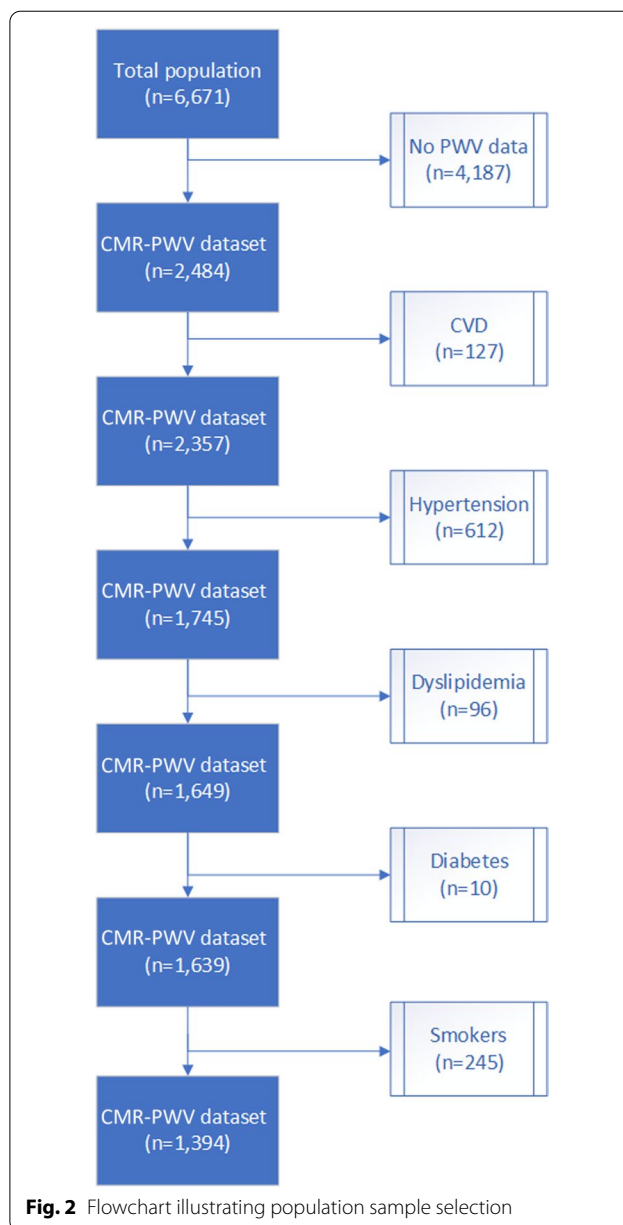 Total population
(n=6,671)
No PWV data
(n=4,187)
CMR-PWV dataset
(n=2,484)
CVD
(n=127)
CMR-PWV dataset
(n=2,357)
Hypertension
(n=612)
CMR-PWV dataset
(n=1,745)
Dyslipidemia
(n=96)
CMR-PWV dataset
(n=1,649)
Diabetes
(n=10)
CMR-PWV dataset
(n=1,639)
Smokers
(n=245)
CMR-PWV dataset
(n=1,394)
Fig. 2 Flowchart illustrating population sample selection